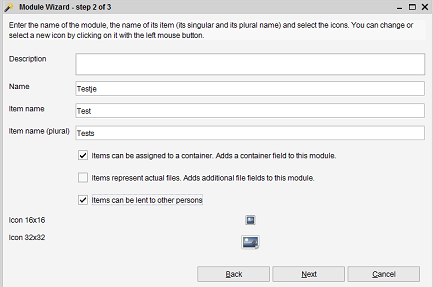 Module Wizard - step 2 of 3
Enter the name of the module, the name of its item (its singular and its plural name) and select the icons. You can change or
select a new icon by clicking on it with the left mouse button.
Description
Name
Testje
Item name
Test
Item name (plural)
Tests
Items can be assigned to a container. Adds a container field to this module.
Items represent actual files. Adds additional file fields to this module.
Items can be lent to other persons
Icon 16x16
Icon 32x32
Back
Next
Cancel